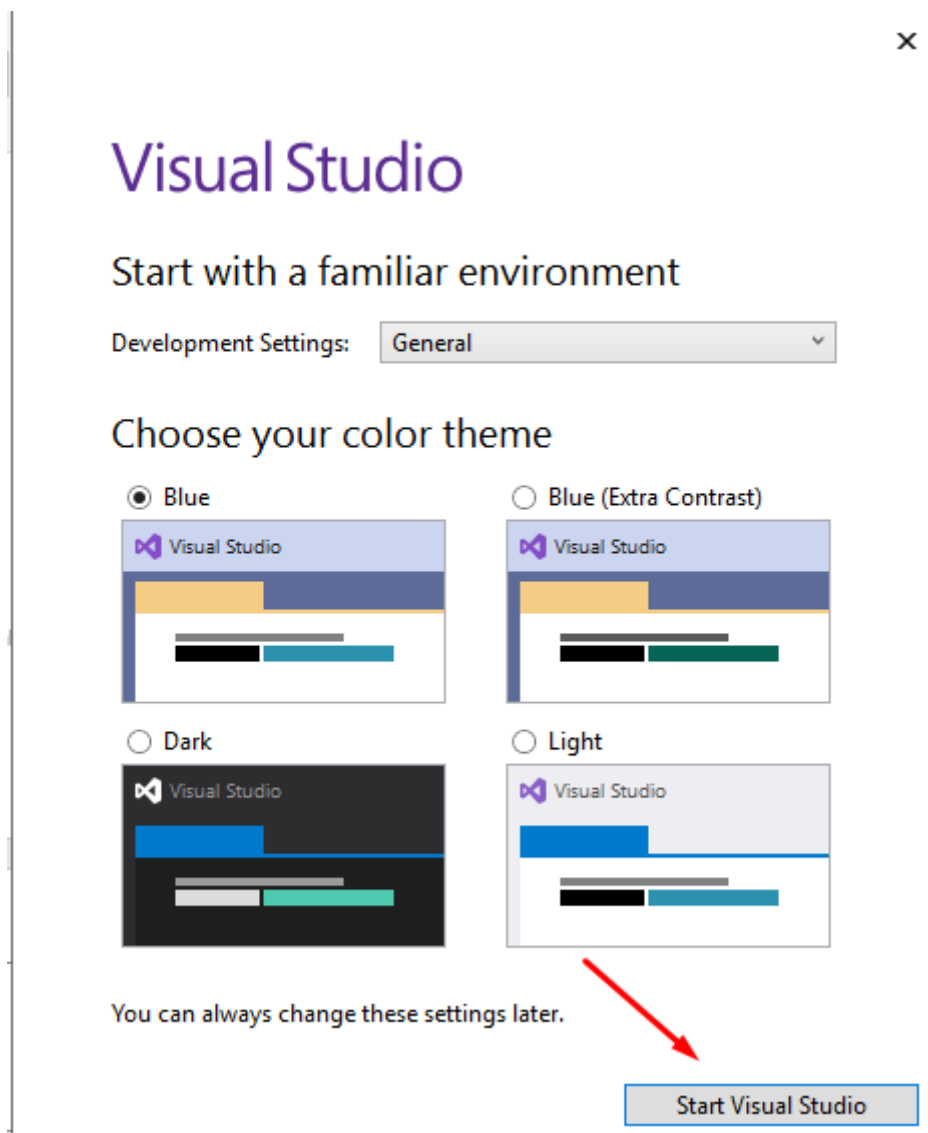 Visual Studio
Start with a familiar environment
Development Settings: General
Choose your color theme
Blue
Blue (Extra Contrast)
Visual Studio
Visual Studio
Dark
Light
Visual Studio
Visual Studio
You can always change these settings later.
Start Visual Studio